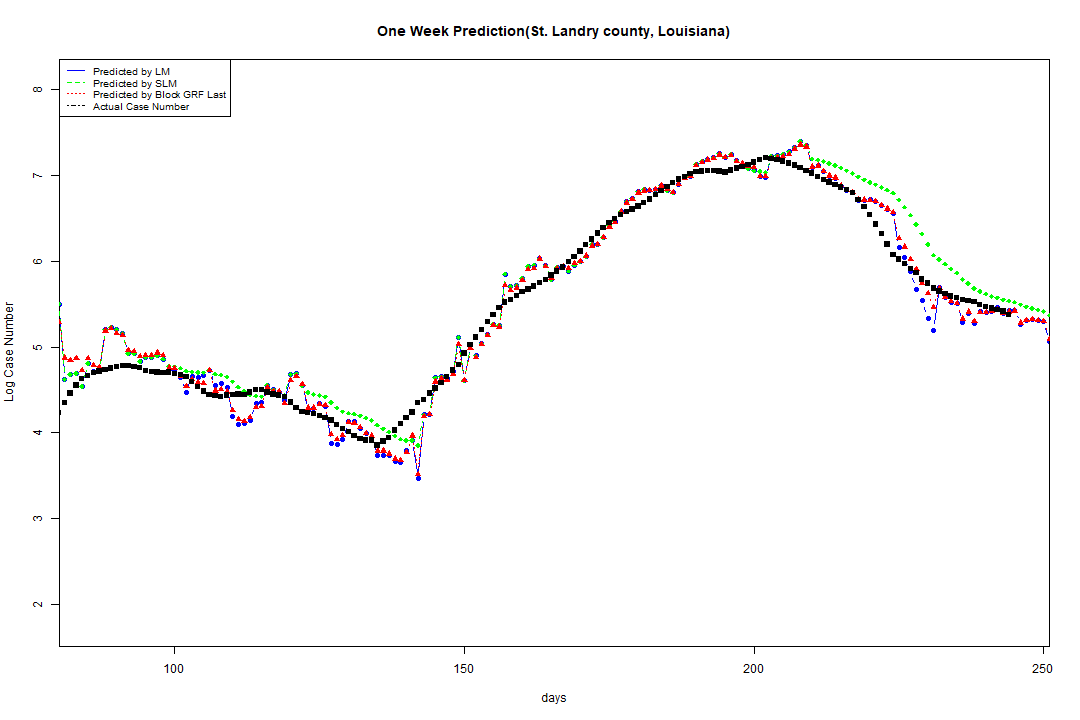 One Week Prediction(St. Landry county, Louisiana)
Predicted by LM
Predicted by SLM
Predicted by Block GRF Last
Actual Case Number
8
7
6
5
4
3
2
Log Case Number
100 150 200 250
days